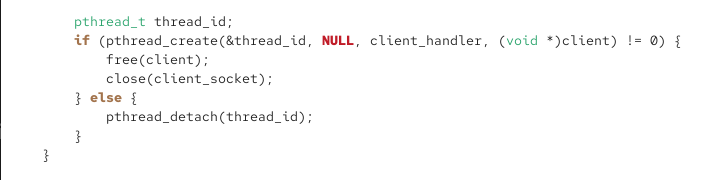 pthread_t thread_id;
if (pthread_create(&thread_id, NULL, client_handler, (void *)client) != 0) {
free(client);
close(client_socket);
} else {
pthread_detach(thread_id);
}
}